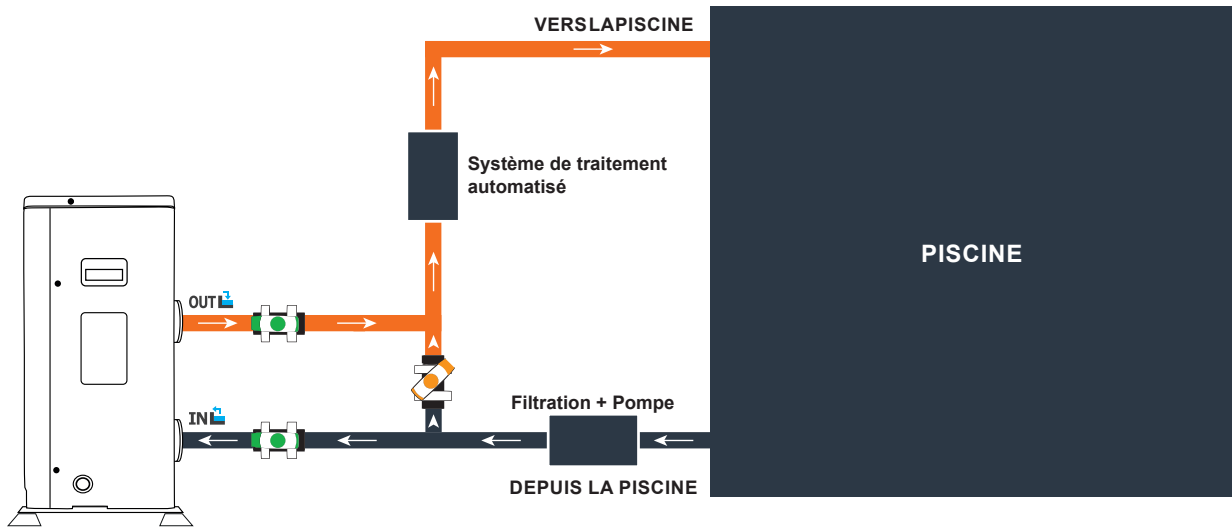 VERSLAPISCINE
Système de traitement
automatisé
PISCINE
OUT
IN
Filtration + Pompe
DEPUIS LA PISCINE